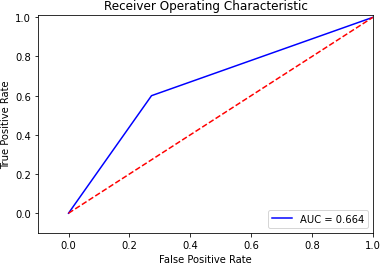 Receiver Operating Characteristic
True Positive Rate
1.0
0.8
0.6
0.4
0.2
0.0
AUC = 0.664
0.0 0.2 0.4 0.6 0.8 1.0
False Positive Rate